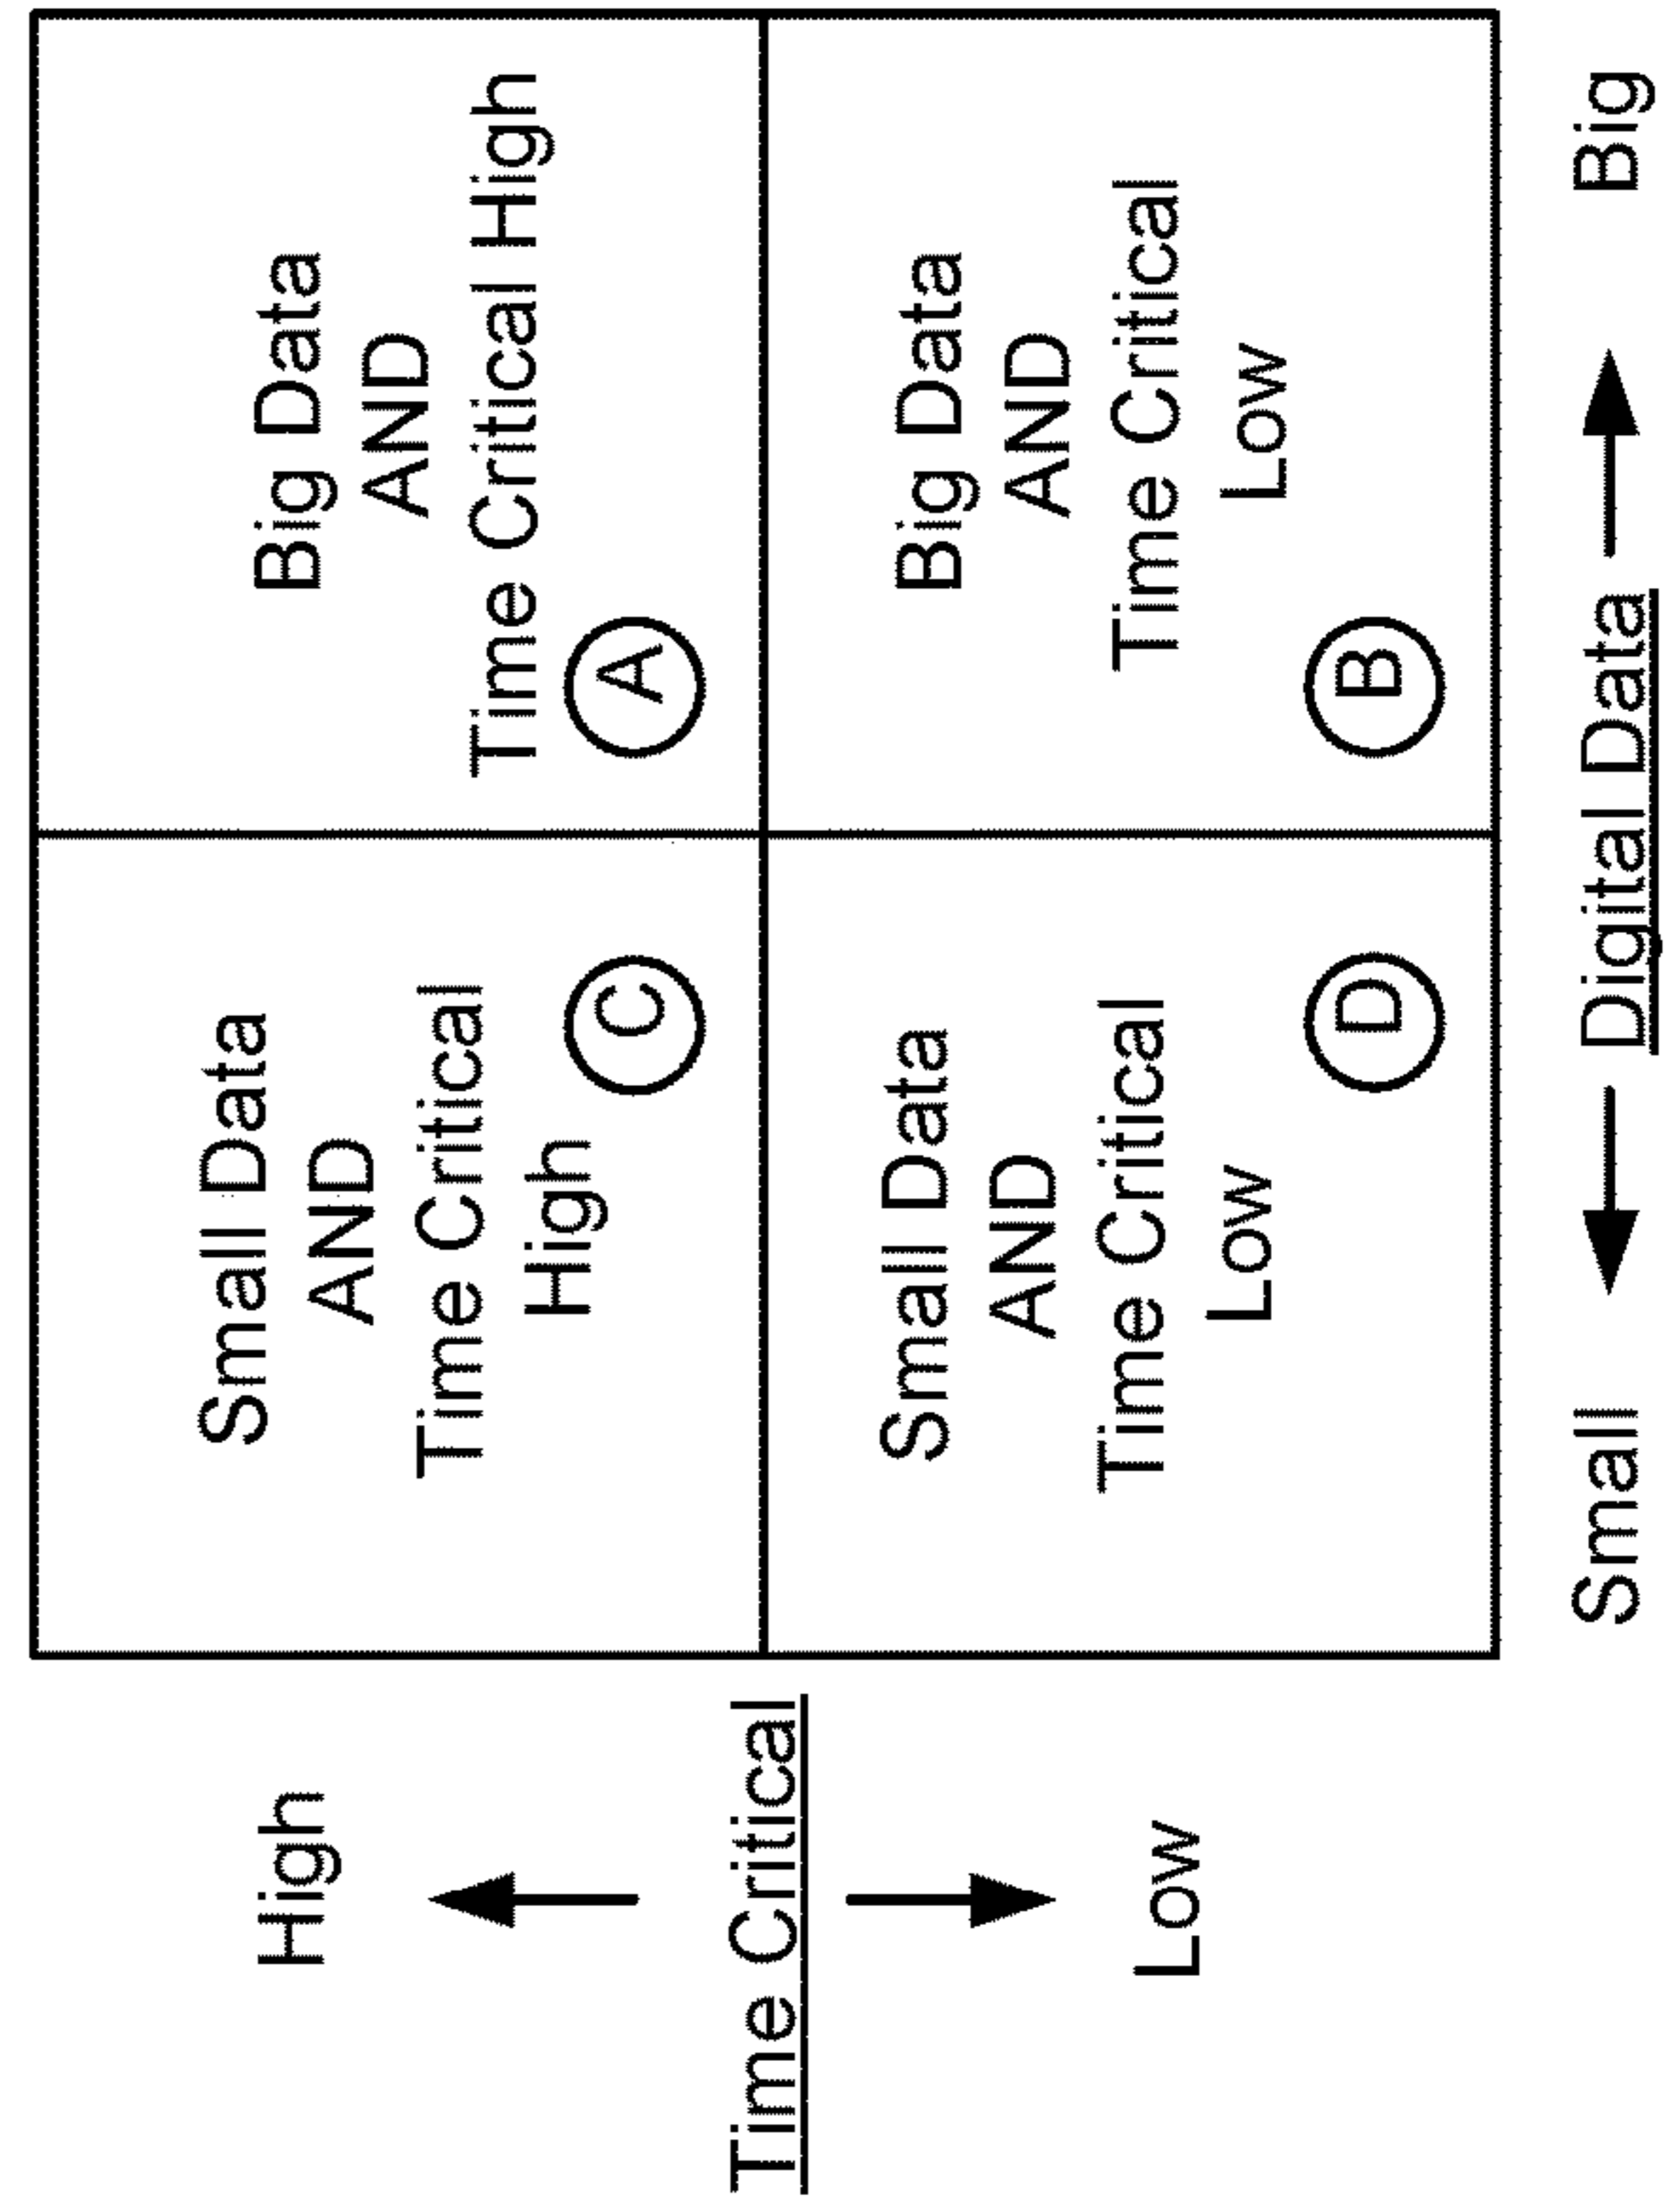 High
Time Critical
Low
Small Data
AND
Time Critical
High
C
Big Data
AND
Time Critical High
A
Small Data
AND
Time Critical
Low
D
Big Data
AND
Time Critical
Low
B
Small
Digital Data
Big